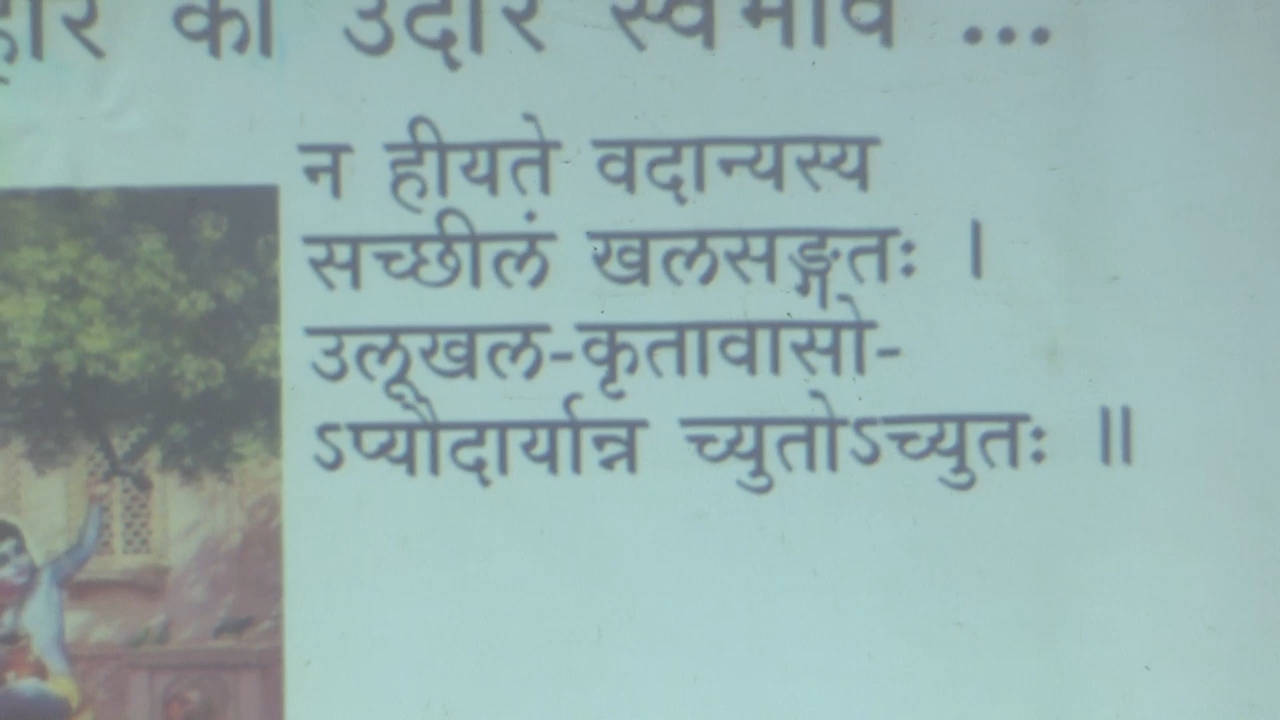 का उदार स्वभाव ...
न हीयते वदान्यस्य
सच्छीलं खलसङ्गतः ।
उलूखल-कृतावासो-
ऽप्यौदार्यान्न च्युतोऽच्युतः ॥